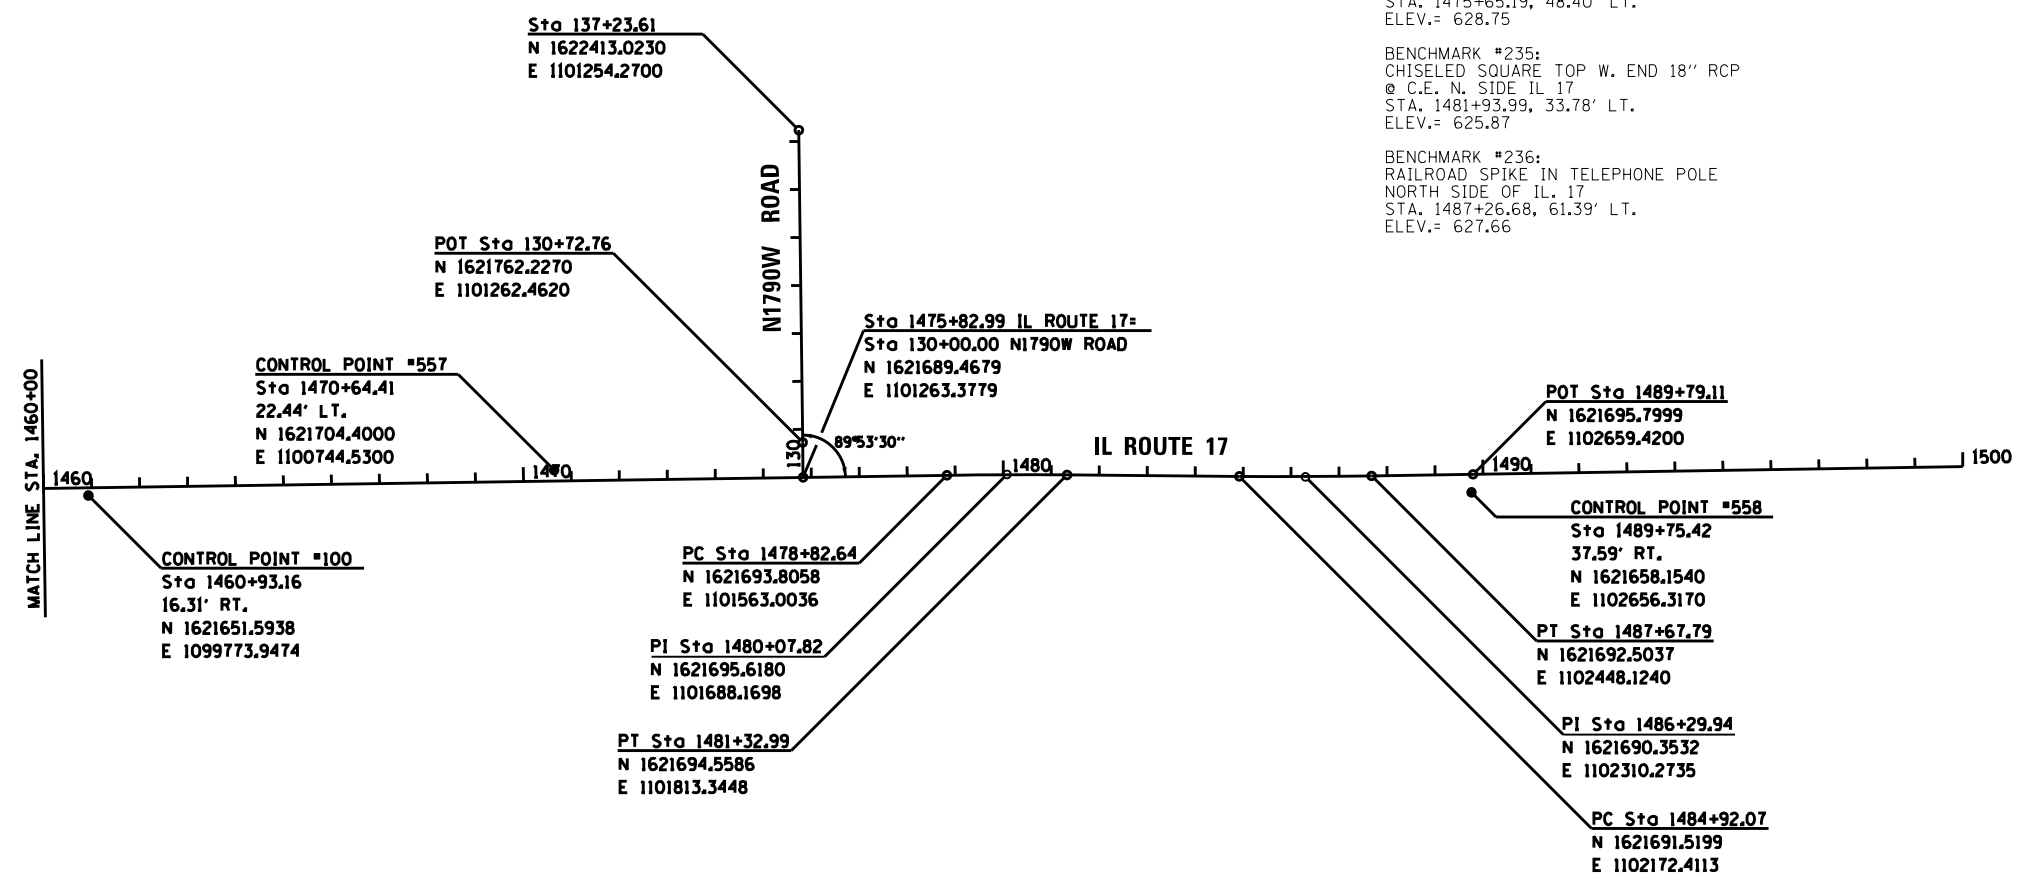 Sta 137+23.61
N 1622413.0230
E 1101254.2700
STA. 1475+65.19, 48.40' LT.
ELEV.= 628.75
BENCHMARK #235:
CHISELED SQUARE TOP W. END 18" RCP
@ C.E. N. SIDE IL 17
STA. 1481+93.99, 33.78' LT.
ELEV.= 625.87
BENCHMARK #236:
RAILROAD SPIKE IN TELEPHONE POLE
NORTH SIDE OF IL. 17
STA. 1487+26.68, 61.39' LT.
ELEV.= 627.66
N1790W ROAD
POT Sta 130+72.76
N 1621762.2270
E 1101262.4620
Sta 1475+82.99 IL ROUTE 17=
Sta 130+00.00 N1790W ROAD
N 1621689.4679
E 1101263.3779
CONTROL POINT #557
Sta 1470+64.41
22.44' LT.
N 1621704.4000
E 1100744.5300
POT Sta 1489+79.11
N 1621695.7999
E 1102659.4200
MATCH LINE STA. 1460+00
130
89°53'30"
IL ROUTE 17
1460
1470
1480
1490
1500
CONTROL POINT #100
Sta 1460+93.16
16.31' RT.
N 1621651.5938
E 1099773.9474
PC Sta 1478+82.64
N 1621693.8058
E 1101563.0036
CONTROL POINT #558
Sta 1489+75.42
37.59' RT.
N 1621658.1540
E 1102656.3170
PI Sta 1480+07.82
N 1621695.6180
E 1101688.1698
PT Sta 1487+67.79
N 1621692.5037
E 1102448.1240
PT Sta 1481+32.99
N 1621694.5586
E 1101813.3448
PI Sta 1486+29.94
N 1621690.3532
E 1102310.2735
PC Sta 1484+92.07
N 1621691.5199
E 1102172.4113